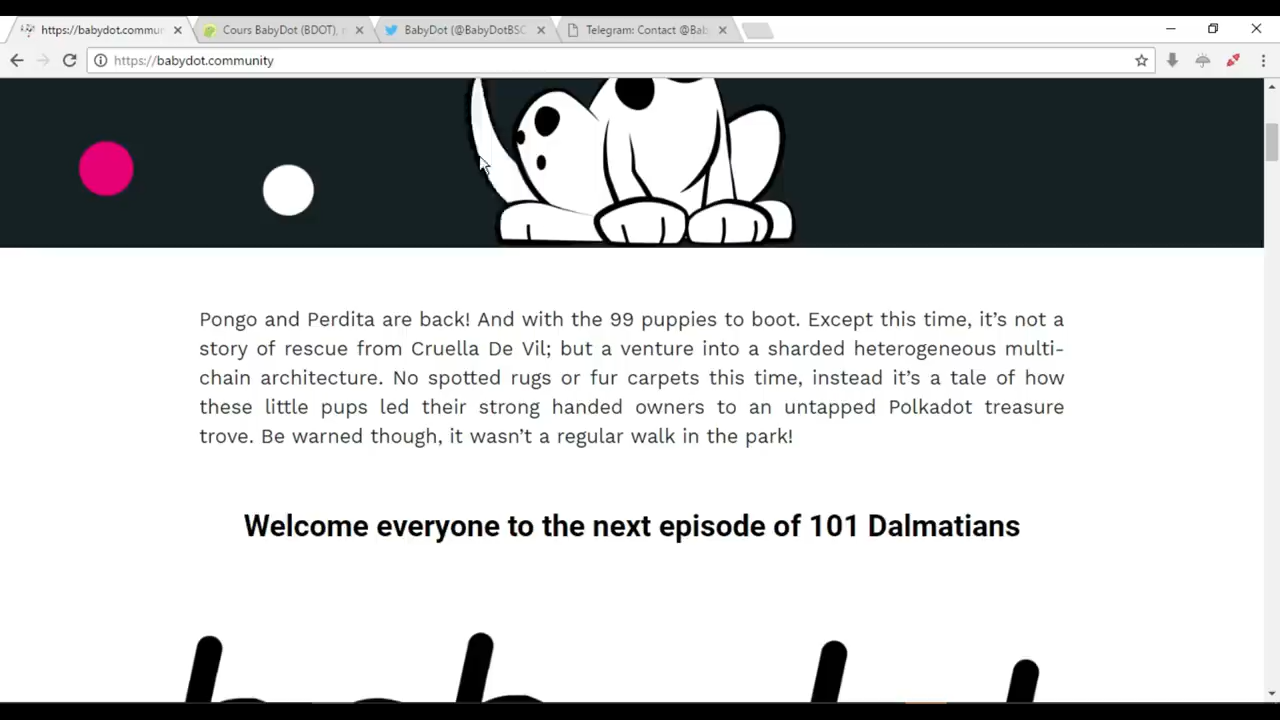 https://babydot.commur
Cours BabyDot (BDOT),
BabyDot (@BabyDotBSC
Telegram: Contact @Bab
https://babydot.community
Pongo and Perdita are back! And with the 99 puppies to boot. Except this time, it’s not a
story of rescue from Cruella De Vil; but a venture into a sharded heterogeneous multi-
chain architecture. No spotted rugs or fur carpets this time, instead it’s a tale of how
these little pups led their strong handed owners to an untapped Polkadot treasure
trove. Be warned though, it wasn’t a regular walk in the park!
Welcome everyone to the next episode of 101 Dalmatians